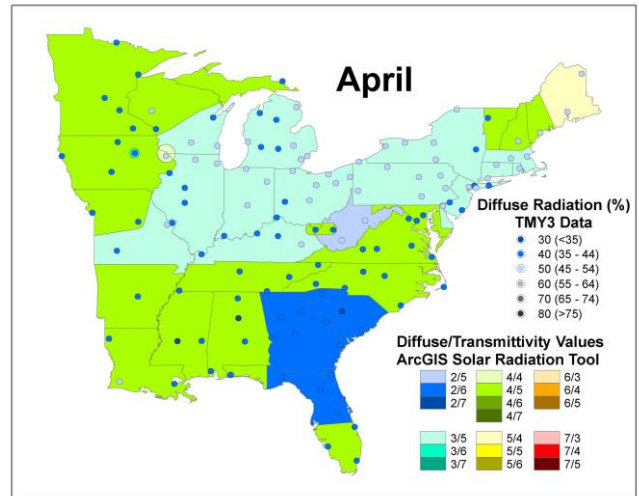 April
Diffuse Radiation (%)
TMY3 Data
30 (<35)
40 (35 - 44)
50 (45 - 54)
60 (55 - 64)
70 (65 - 74)
80 (>75)
Diffuse/Transmittivity Values
ArcGIS Solar Radiation Tool
2/5 4/4 6/3
2/6 4/5 6/4
2/7 4/6 6/5
4/7
3/5 5/4 7/3
3/6 5/5 7/4
3/7 5/6 7/5